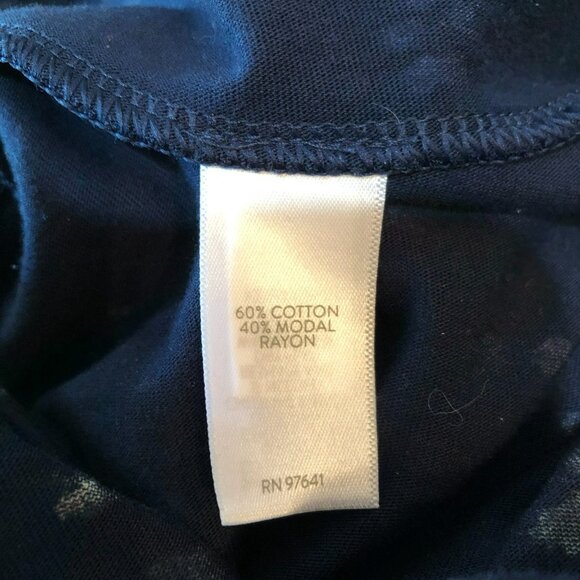 60% COTTON
40% MODAL
RAYON
RN 97641